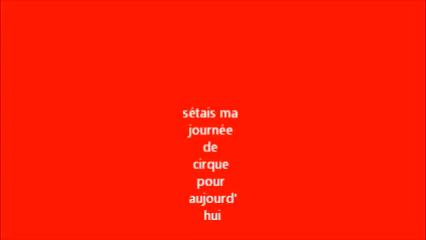 sétais ma
journée
de
cirque
pour
aujourd'
hui